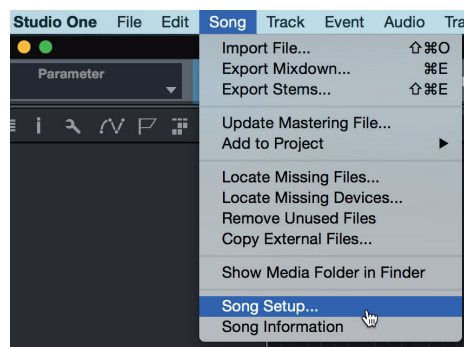 Studio One File Edit Song Track Event Audio Tra
Parameter
Import File... ⇧⌘O
Export Mixdown... ⌘E
Export Stems... ⇧⌘E
Update Mastering File...
Add to Project ▶
Locate Missing Files...
Locate Missing Devices...
Remove Unused Files
Copy External Files...
Show Media Folder in Finder
Song Setup...
Song Information